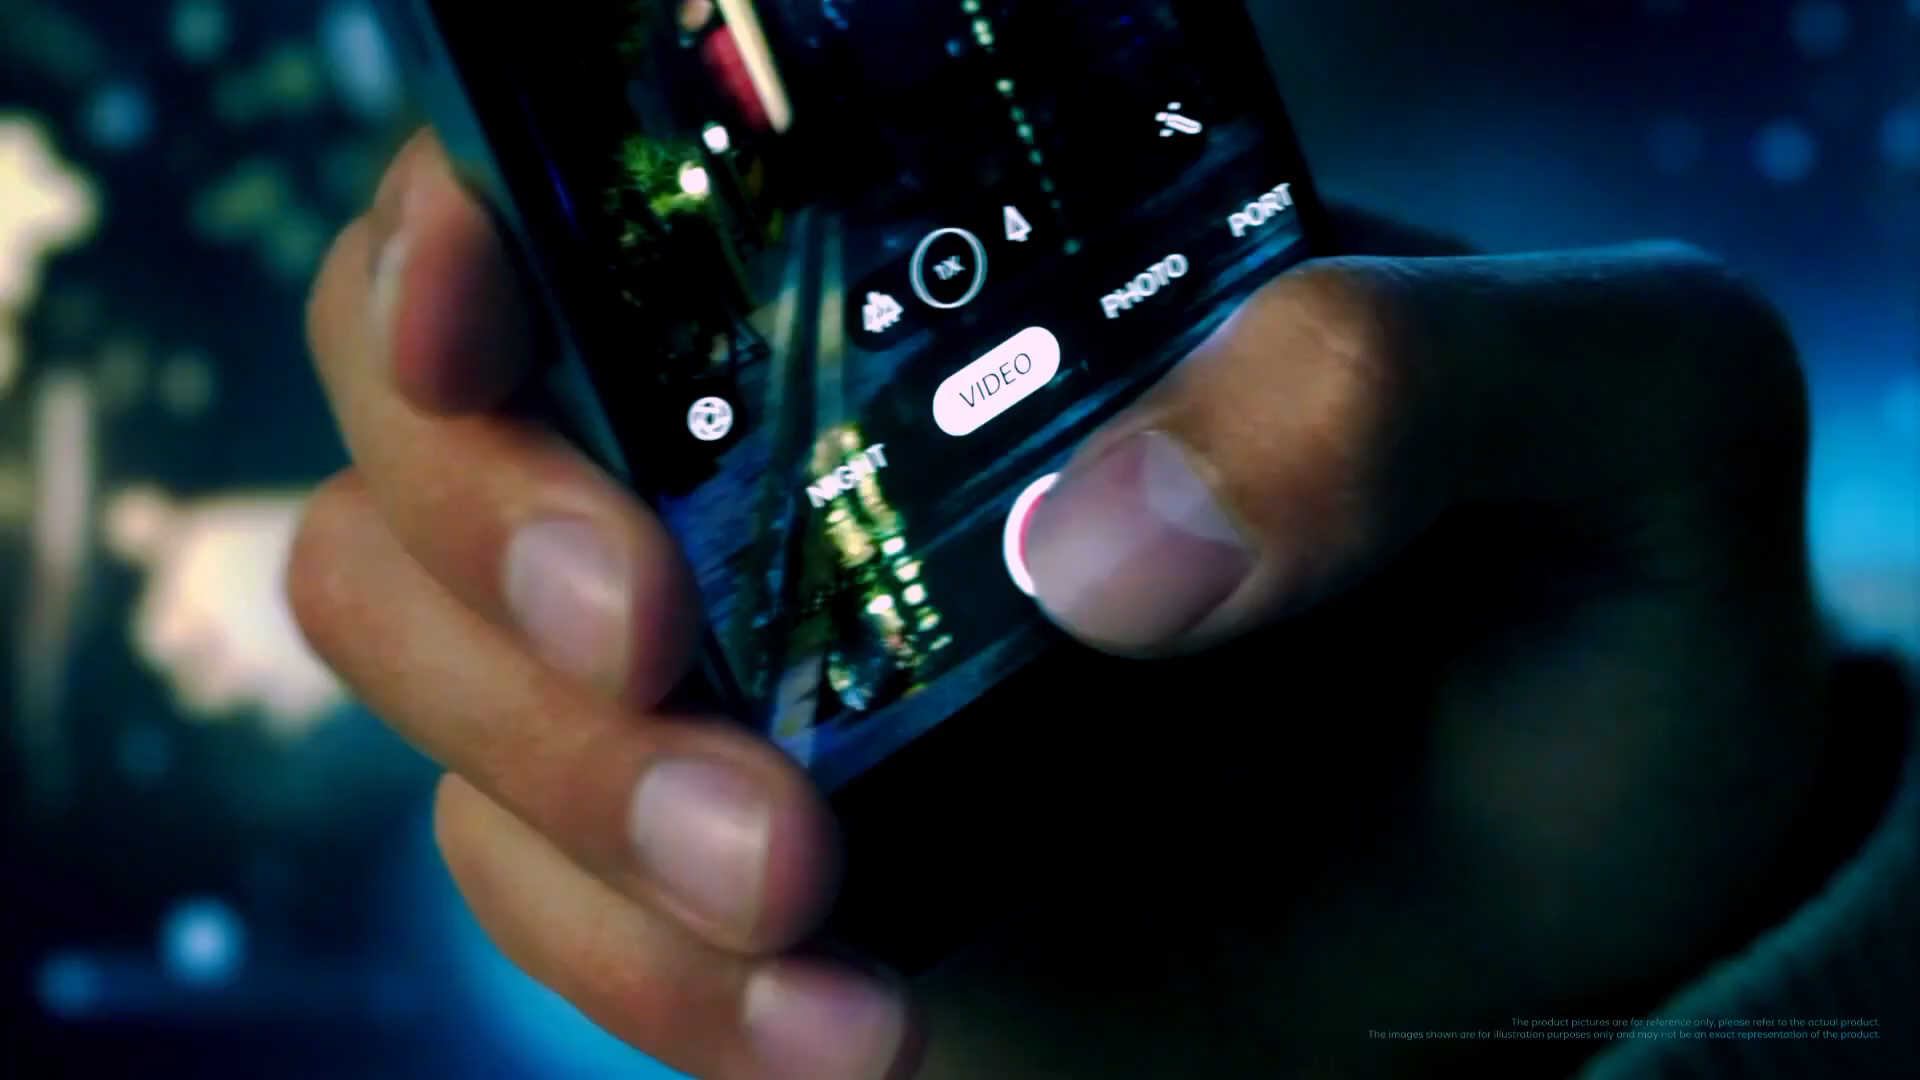 1X
PORT
PHOTO
VIDEO
NIGHT
The product pictures are for reference only, please refer to the actual product.
The images shown are for illustration purposes only and may not be an exact representation of the product.